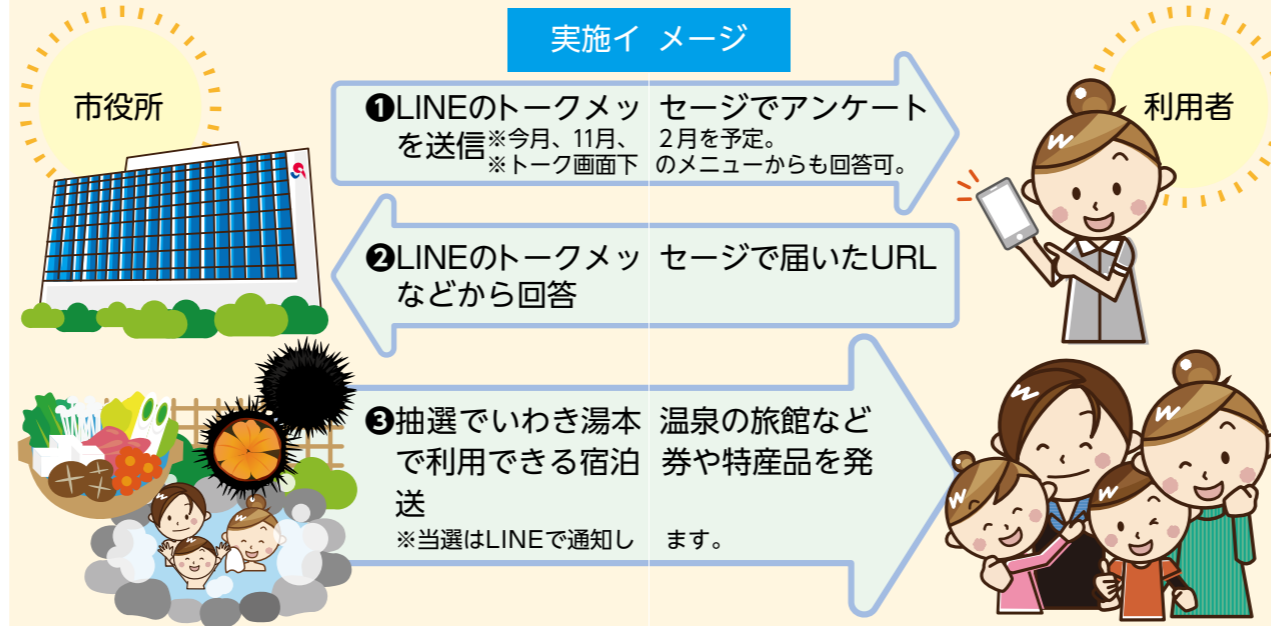 実施イメージ
市役所
利用者
❶LINEのトークメッセージでアンケート
を送信※今月、11月、2月を予定。
※トーク画面下のメニューからも回答可。
❷LINEのトークメッセージで届いたURL
などから回答
❸抽選でいわき湯本温泉の旅館など
で利用できる宿泊券や特産品を発
送
※当選はLINEで通知します。